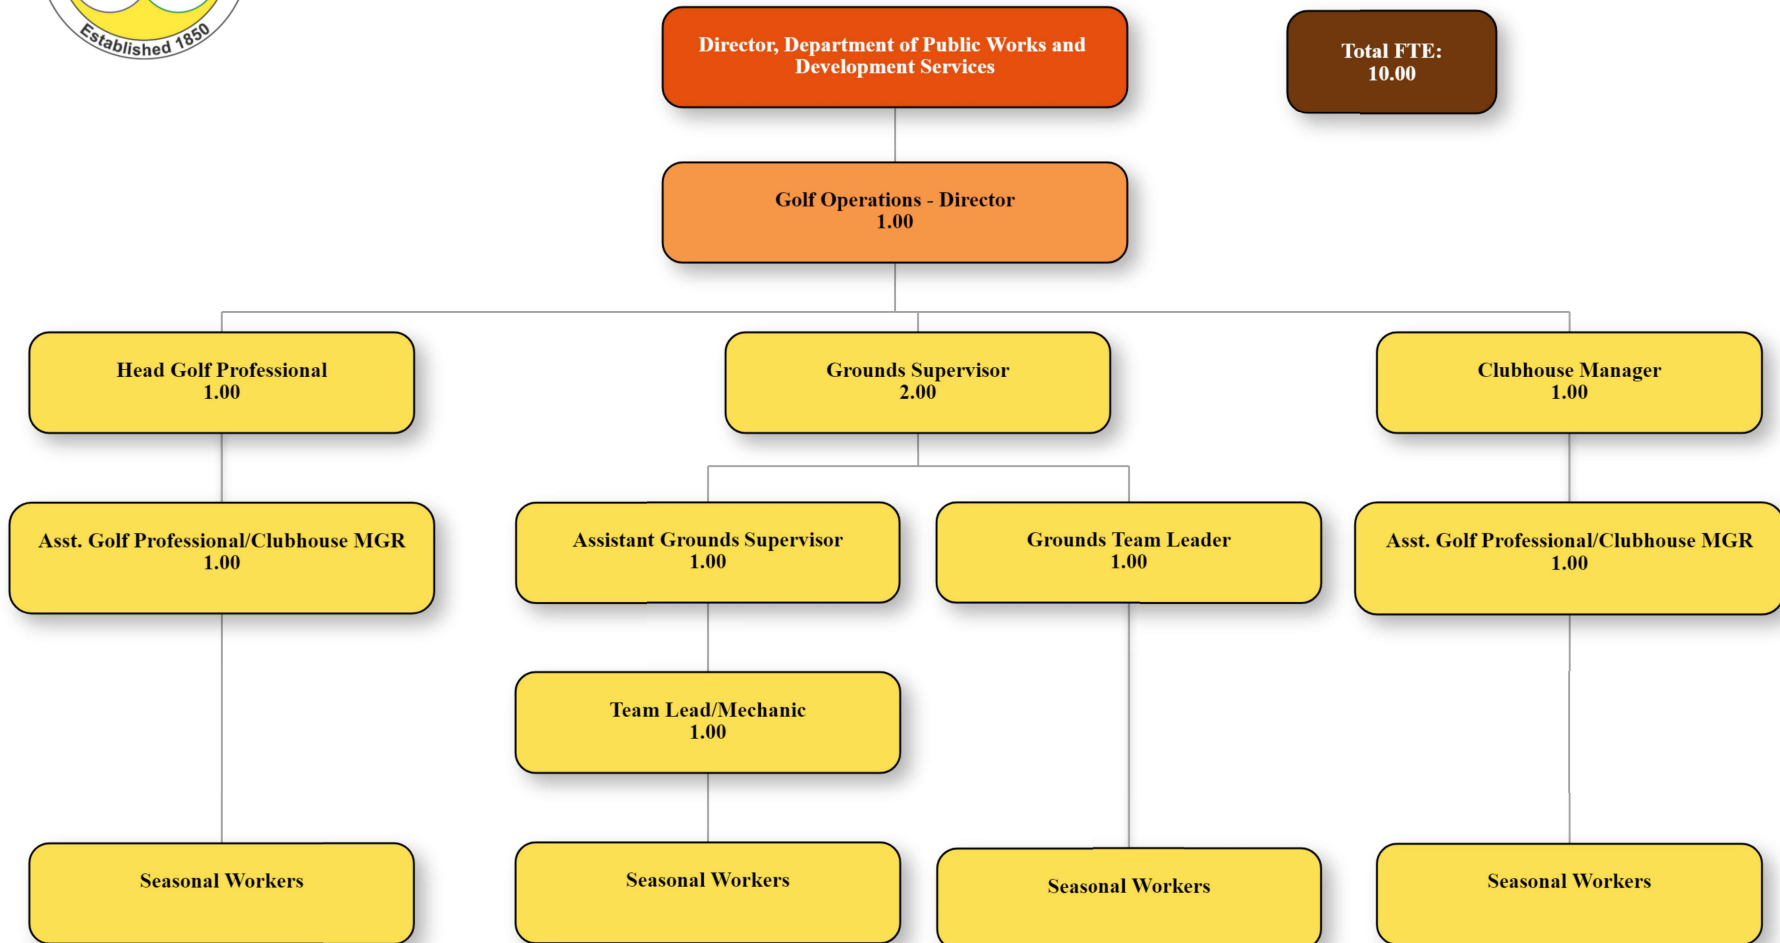 Established 1850
Director, Department of Public Works and
Development Services
Total FTE:
10.00
Golf Operations - Director
1.00
Head Golf Professional
1.00
Grounds Supervisor
2.00
Clubhouse Manager
1.00
Asst. Golf Professional/Clubhouse MGR
1.00
Assistant Grounds Supervisor
1.00
Grounds Team Leader
1.00
Asst. Golf Professional/Clubhouse MGR
1.00
Team Lead/Mechanic
1.00
Seasonal Workers
Seasonal Workers
Seasonal Workers
Seasonal Workers